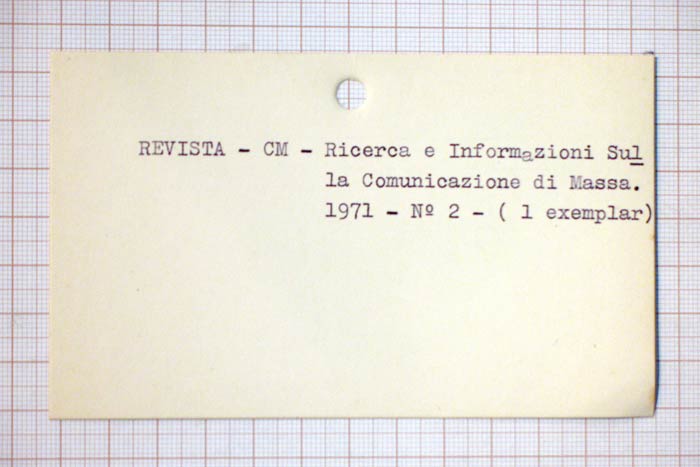 REVISTA - CM - Ricerca e Informazioni Sul
la Comunicazione di Massa.
1971 - Nº 2 - ( 1 exemplar)